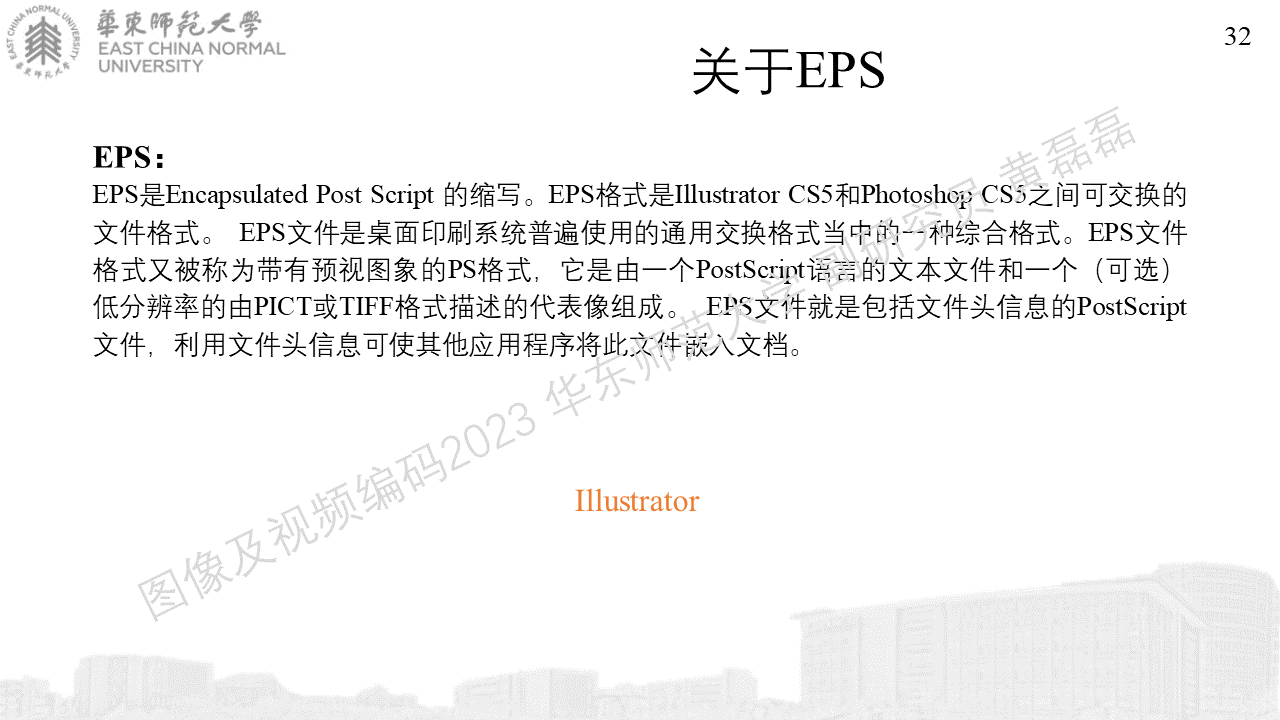 華東師範大學
EAST CHINA NORMAL
UNIVERSITY
EAST CHINA NORMAL UNIVERSITY
華東师范大学
32
关于EPS
EPS：
EPS是Encapsulated Post Script 的缩写。EPS格式是Illustrator CS5和Photoshop CS5之间可交换的
文件格式。 EPS文件是桌面印刷系统普遍使用的通用交换格式当中的一种综合格式。EPS文件
格式又被称为带有预视图象的PS格式，它是由一个PostScript语言的文本文件和一个（可选）
低分辨率的由PICT或TIFF格式描述的代表像组成。 EPS文件就是包括文件头信息的PostScript
文件，利用文件头信息可使其他应用程序将此文件嵌入文档。
Illustrator
图像及视频编码2023 华东师范大学 副研究员 黄磊磊